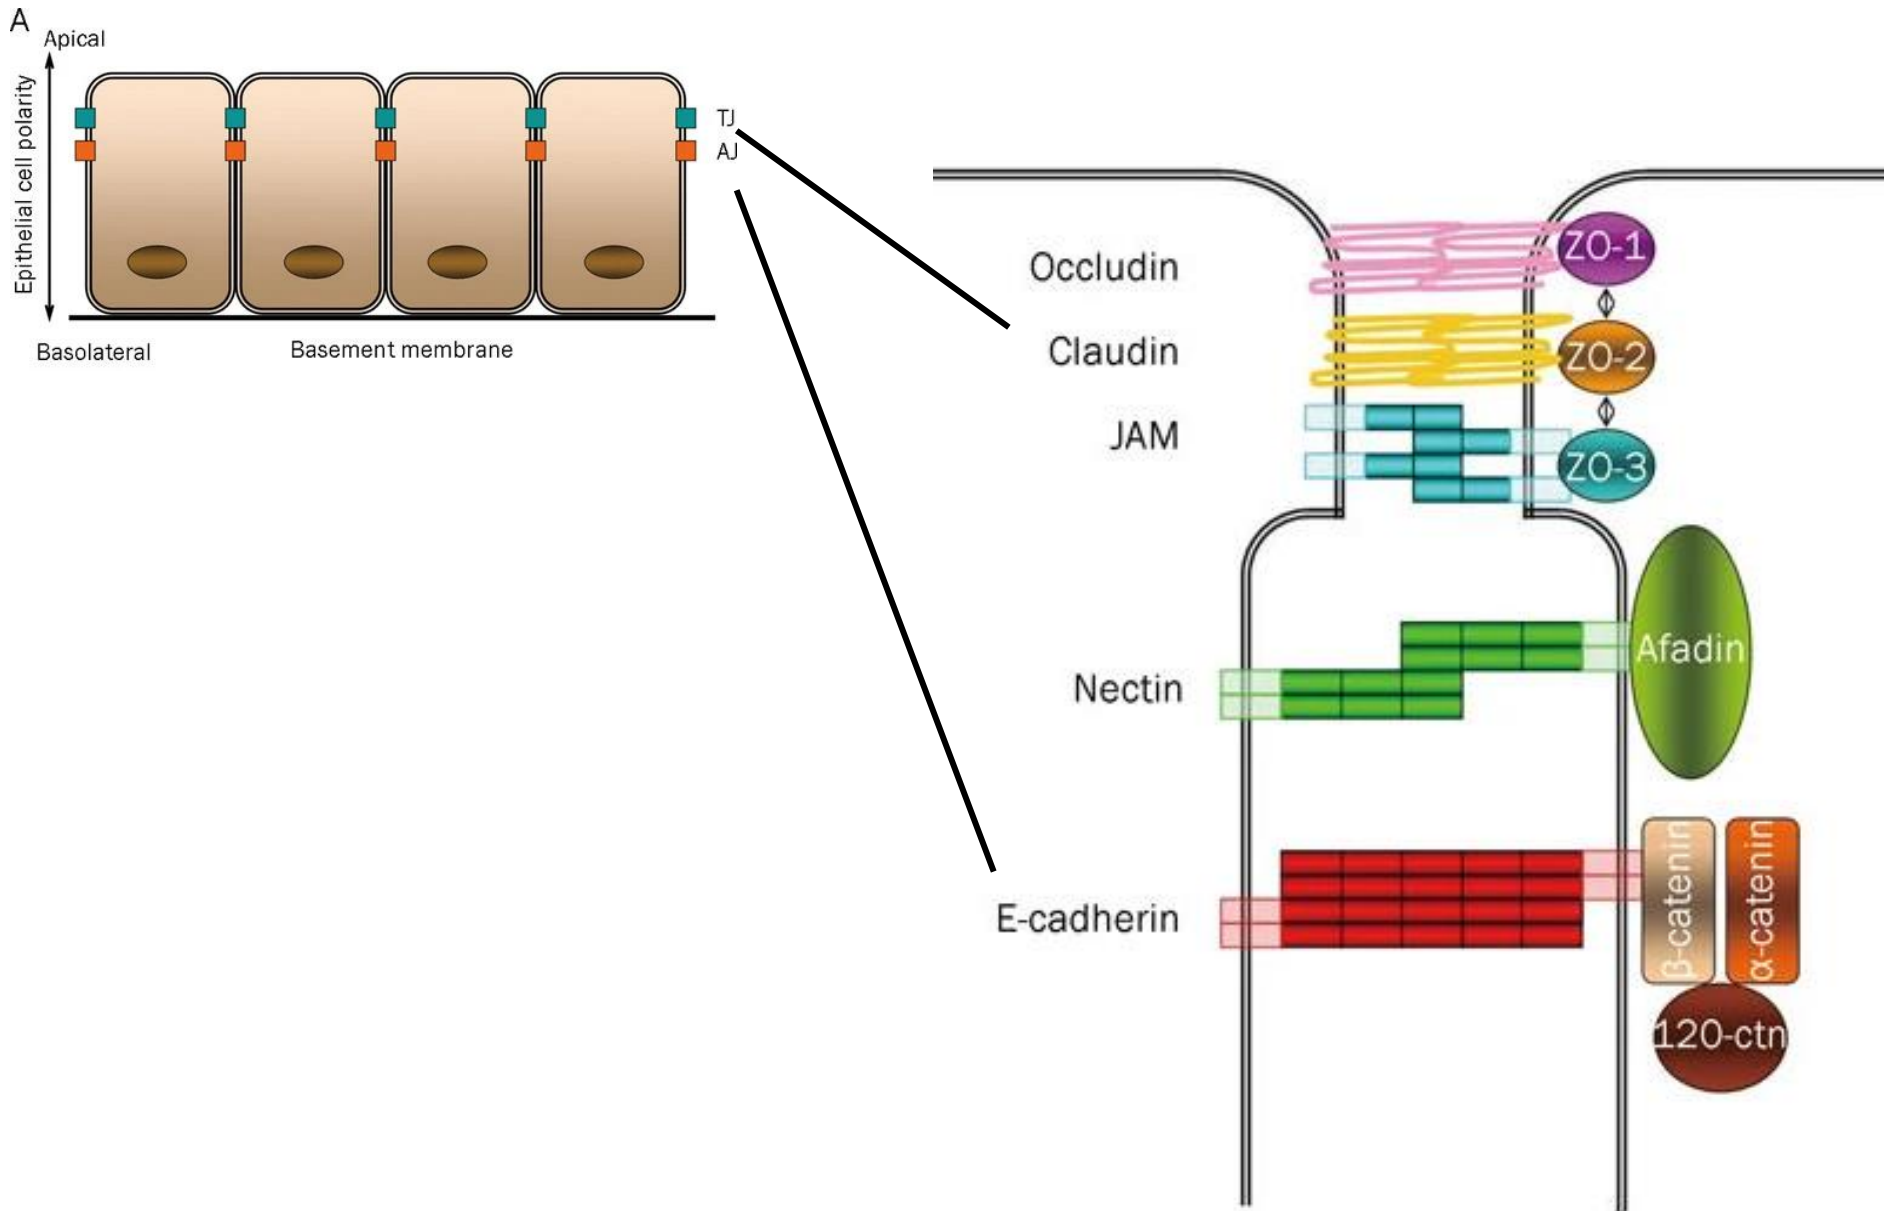 A
Apical
Epithelial cell polarity
TJ
AJ
Basolateral
Basement membrane
Occludin
ZO-1
Claudin
ZO-2
JAM
ZO-3
Afadin
Nectin
E-cadherin
β-catenin
α-catenin
120-ctn